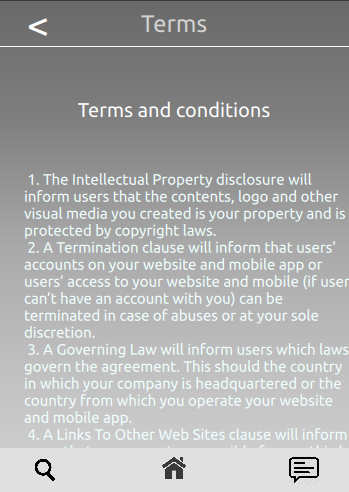 <
Terms
Terms and conditions
1. The Intellectual Property disclosure will
inform users that the contents, logo and other
visual media you created is your property and is
protected by copyright laws.
2. A Termination clause will inform that users’
accounts on your website and mobile app or
users’ access to your website and mobile (if user
can’t have an account with you) can be
terminated in case of abuses or at your sole
discretion.
3. A Governing Law will inform users which laws
govern the agreement. This should the country
in which your company is headquartered or the
country from which you operate your website
and mobile app.
4. A Links To Other Web Sites clause will inform